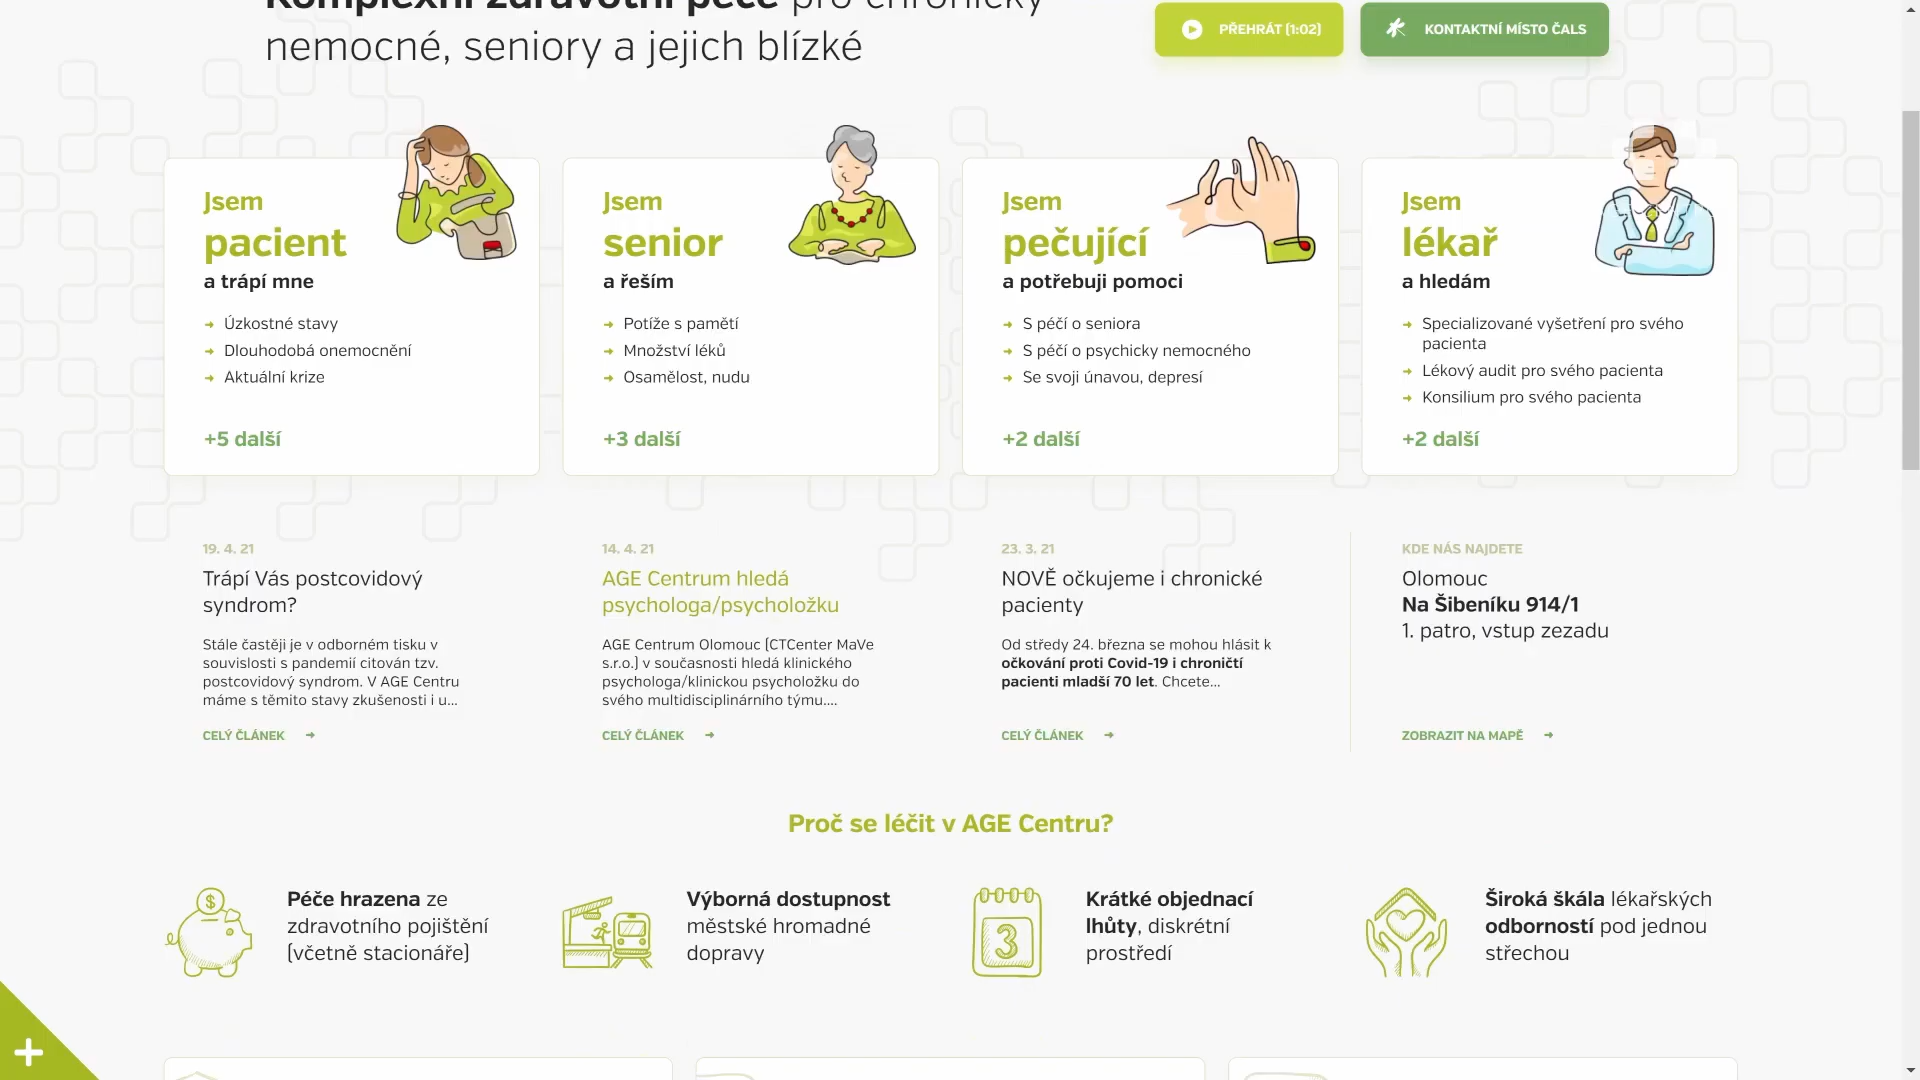 Komplexní zdravotní péče pro chronicky
nemocné, seniory a jejich blízké
PŘEHRÁT (1:02)
KONTAKTNÍ MÍSTO ČALS
Jsem
pacient
a trápí mne
Úzkostné stavy
Dlouhodobá onemocnění
Aktuální krize
+5 další
Jsem
senior
a řeším
Potíže s pamětí
Množství léků
Osamělost, nudu
+3 další
Jsem
pečující
a potřebuji pomoci
S péčí o seniora
S péčí o psychicky nemocného
Se svoji únavou, depresí
+2 další
Jsem
lékař
a hledám
Specializované vyšetření pro svého
pacienta
Lékový audit pro svého pacienta
Konsilium pro svého pacienta
+2 další
19. 4. 21
Trápí Vás postcovidový
syndrom?
Stále častěji je v odborném tisku v
souvislosti s pandemií citován tzv.
postcovidový syndrom. V AGE Centru
máme s těmito stavy zkušenosti i u...
CELÝ ČLÁNEK
14. 4. 21
AGE Centrum hledá
psychologa/psycholožku
AGE Centrum Olomouc (CTCenter MaVe
s.r.o.) v současnosti hledá klinického
psychologa/klinickou psycholožku do
svého multidisciplinárního týmu....
CELÝ ČLÁNEK
23. 3. 21
NOVĚ očkujeme i chronické
pacienty
Od středy 24. března se mohou hlásit k
očkování proti Covid-19 i chroničtí
pacienti mladší 70 let. Chcete...
CELÝ ČLÁNEK
KDE NÁS NAJDETE
Olomouc
Na Šibeníku 914/1
1. patro, vstup zezadu
ZOBRAZIT NA MAPĚ
Proč se léčit v AGE Centru?
$
Péče hrazena ze
zdravotního pojištění
(včetně stacionáře)
Výborná dostupnost
městské hromadné
dopravy
3
Krátké objednací
lhůty, diskrétní
prostředí
Široká škála lékařských
odborností pod jednou
střechou